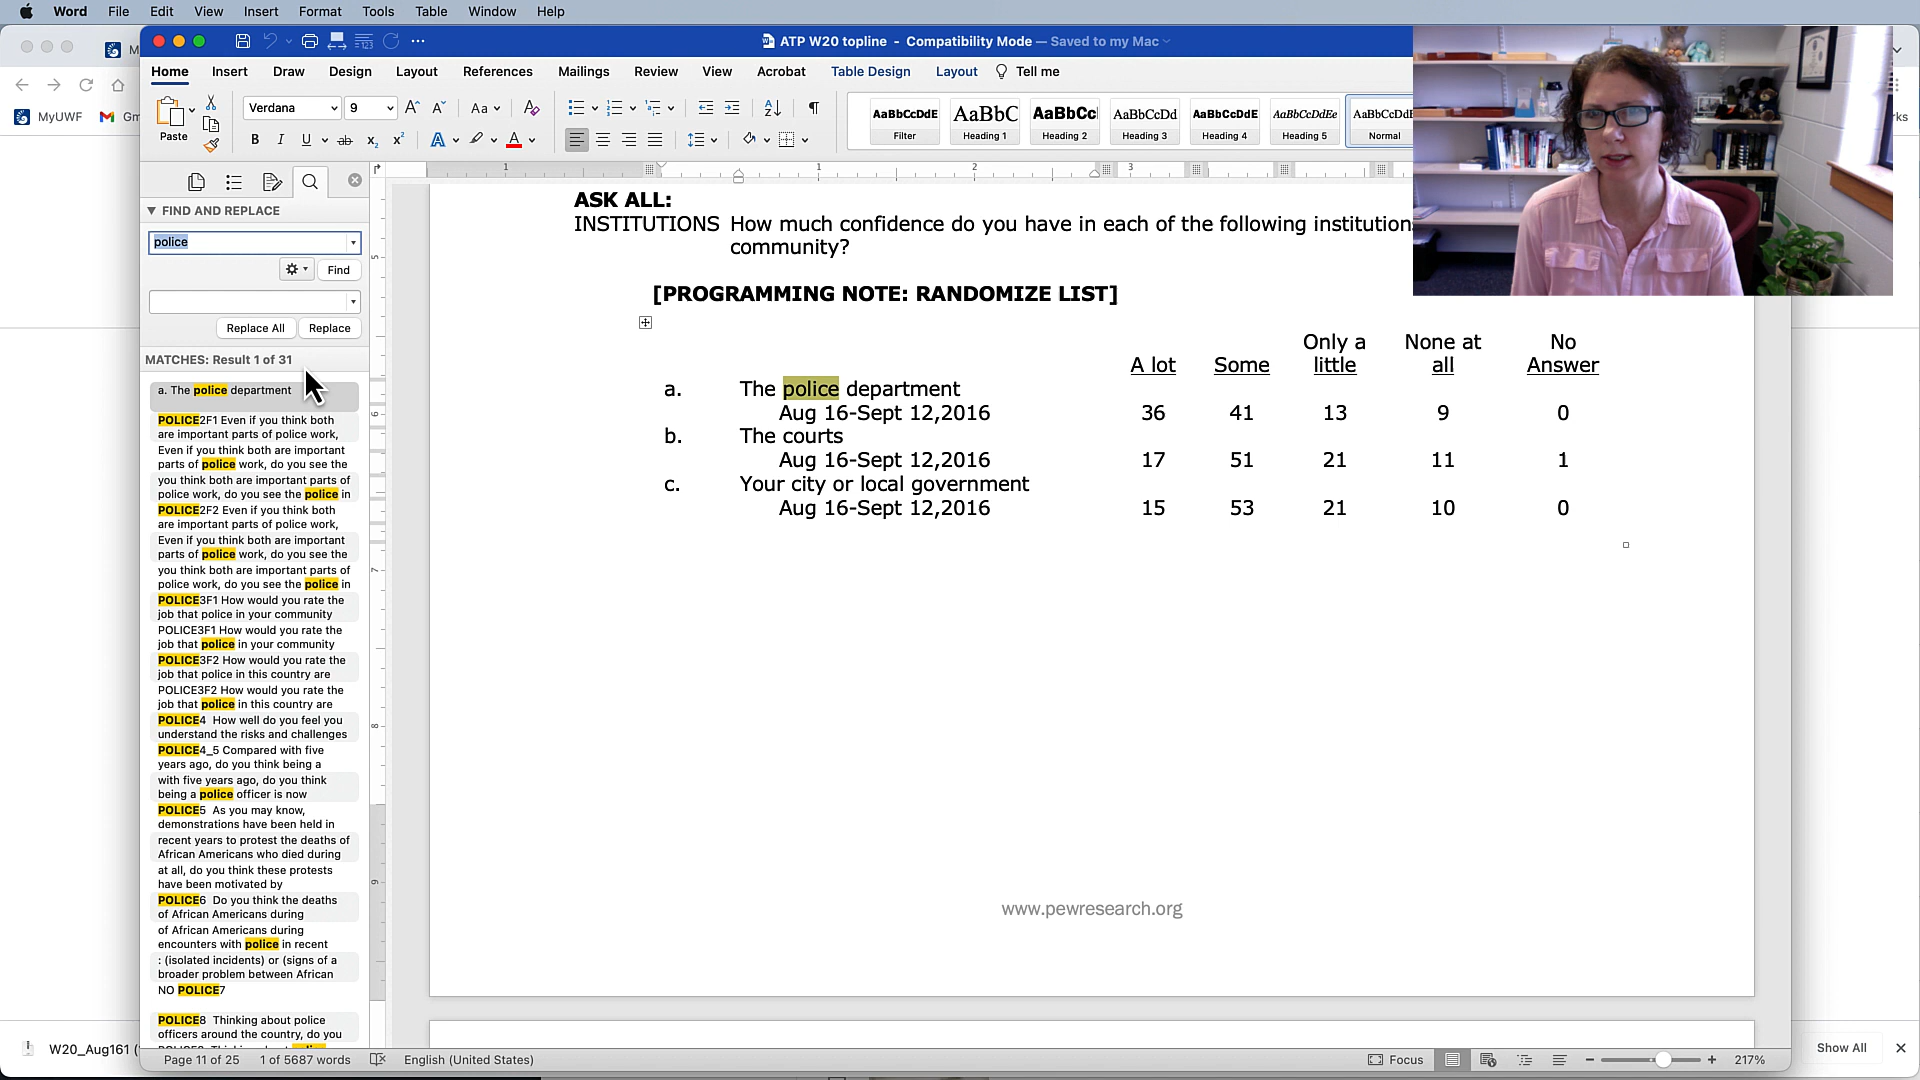 Word File Edit View Insert Format Tools Table Window Help
ATP W20 topline - Compatibility Mode — Saved to my Mac
Home Insert Draw Design Layout References Mailings Review View Acrobat Table Design Layout Tell me
Paste
Verdana 9
AaBbCcDdE Filter
AaBbC Heading 1
AaBbCc Heading 2
AaBbCcDd Heading 3
AaBbCcDdE Heading 4
AaBbCcDdEe Heading 5
Normal
MyUWF
FIND AND REPLACE
police
Find
Replace All Replace
MATCHES: Result 1 of 31
a. The police department
POLICE2F1 Even if you think both
are important parts of police work,
Even if you think both are important
parts of police work, do you see the
you think both are important parts of
police work, do you see the police in
POLICE2F2 Even if you think both
are important parts of police work,
Even if you think both are important
parts of police work, do you see the
you think both are important parts of
police work, do you see the police in
POLICE3F1 How would you rate the
job that police in your community
POLICE3F1 How would you rate the
job that police in your community
POLICE3F2 How would you rate the
job that police in this country are
POLICE3F2 How would you rate the
job that police in this country are
POLICE4 How well do you feel you
understand the risks and challenges
POLICE4_5 Compared with five
years ago, do you think being a
with five years ago, do you think
being a police officer is now
POLICE5 As you may know,
demonstrations have been held in
recent years to protest the deaths of
African Americans who died during
at all, do you think these protests
have been motivated by
POLICE6 Do you think the deaths
of African Americans during
of African Americans during
encounters with police in recent
: (isolated incidents) or (signs of a
broader problem between African
NO POLICE7
POLICE8 Thinking about police
officers around the country, do you
ASK ALL:
INSTITUTIONS How much confidence do you have in each of the following institutions
community?
[PROGRAMMING NOTE: RANDOMIZE LIST]
Only a None at No
A lot Some little all Answer
a. The police department
Aug 16-Sept 12,2016 36 41 13 9 0
b. The courts
Aug 16-Sept 12,2016 17 51 21 11 1
c. Your city or local government
Aug 16-Sept 12,2016 15 53 21 10 0
www.pewresearch.org
W20_Aug161 (
Show All
Page 11 of 25 1 of 5687 words English (United States) Focus 217%